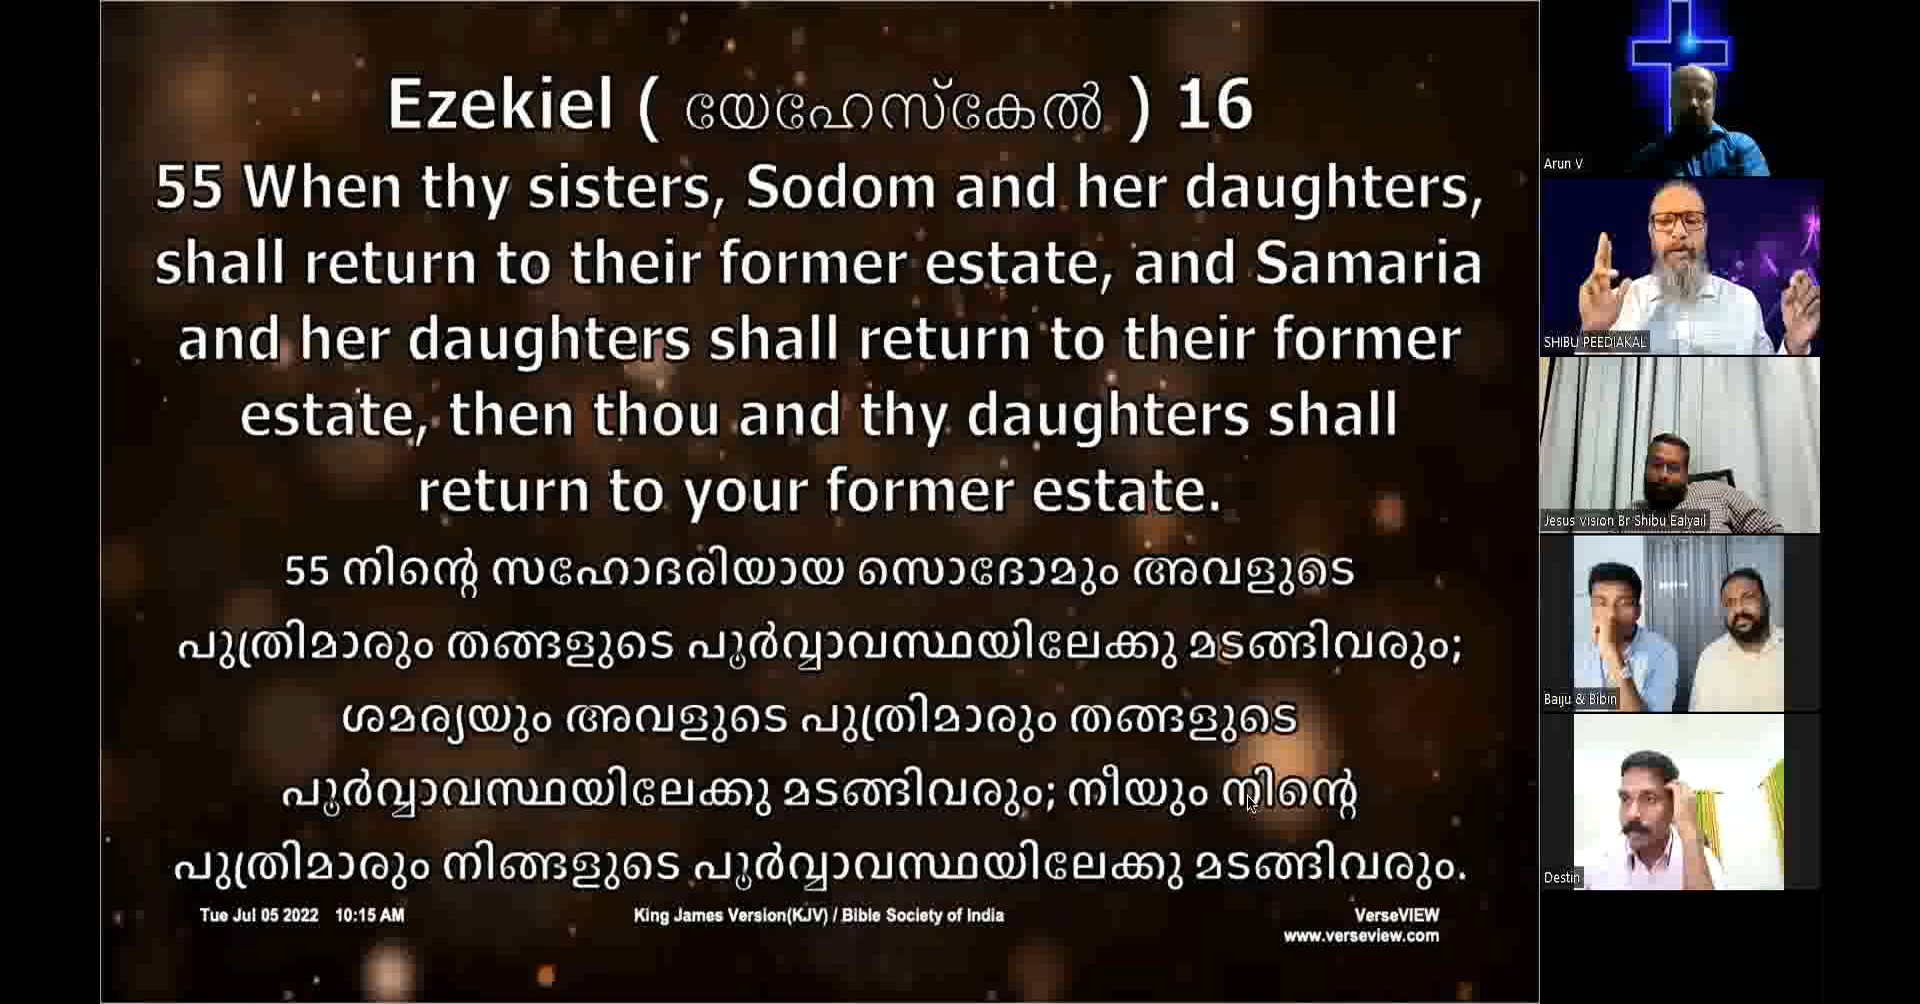 Ezekiel ( യേഹേസ്കേൽ ) 16
55 When thy sisters, Sodom and her daughters,
shall return to their former estate, and Samaria
and her daughters shall return to their former
estate, then thou and thy daughters shall
return to your former estate.
55 നിന്റെ സഹോദരിയായ സൊദോമും അവളുടെ
പുത്രിമാരും തങ്ങളുടെ പൂർവ്വാവസ്ഥയിലേക്കു മടങ്ങിവരും;
ശമര്യയും അവളുടെ പുത്രിമാരും തങ്ങളുടെ
പൂർവ്വാവസ്ഥയിലേക്കു മടങ്ങിവരും; നീയും നിന്റെ
പുത്രിമാരും നിങ്ങളുടെ പൂർവ്വാവസ്ഥയിലേക്കു മടങ്ങിവരും.
Tue Jul 05 2022 10:15 AM
King James Version(KJV) / Bible Society of India
VerseVIEW
www.verseview.com
Arun V
SHIBU PEEDIAKAL
Jesus vision Br Shibu Ealyail
Baiju & Bibin
Destin